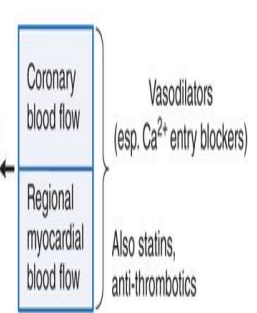 Coronary
blood flow
Vasodilators
(esp. Ca²⁺ entry blockers)
Regional
myocardial
blood flow
Also statins,
anti-thrombotics